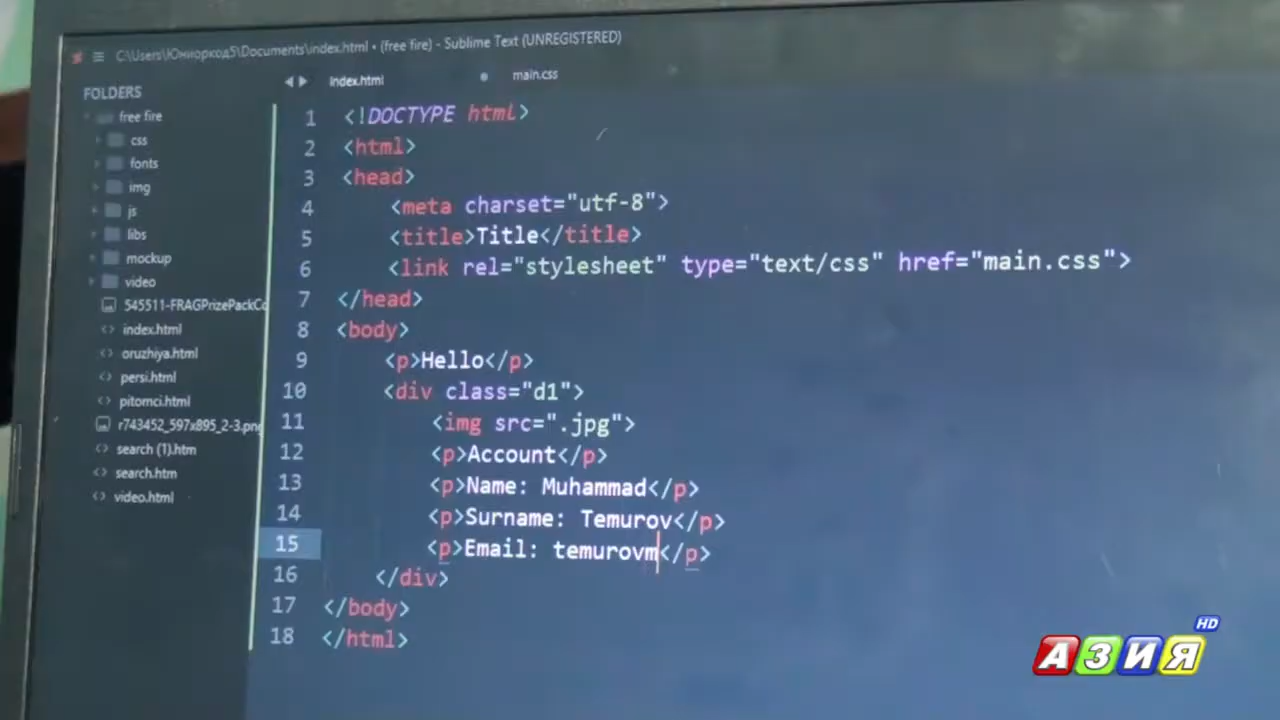 C:\Users\Юниоркод5\Documents\index.html • (free fire) - Sublime Text (UNREGISTERED)
FOLDERS
free fire
css
fonts
img
js
libs
mockup
video
545511-FRAGPrizePackCo
index.html
oruzhiya.html
persi.html
pitomci.html
r743452_597x895_2-3.png
search (1).htm
search.htm
video.html
index.html
main.css
1 <!DOCTYPE html>
2 <html>
3 <head>
4 <meta charset="utf-8">
5 <title>Title</title>
6 <link rel="stylesheet" type="text/css" href="main.css">
7 </head>
8 <body>
9 <p>Hello</p>
10 <div class="d1">
11 <img src=".jpg">
12 <p>Account</p>
13 <p>Name: Muhammad</p>
14 <p>Surname: Temurov</p>
15 <p>Email: temurovm</p>
16 </div>
17 </body>
18 </html>
АЗИЯ HD